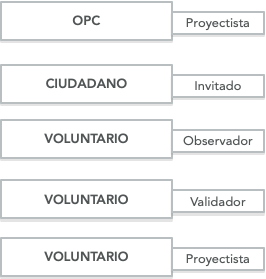 OPC
Proyectista
CIUDADANO
Invitado
VOLUNTARIO
Observador
VOLUNTARIO
Validador
VOLUNTARIO
Proyectista